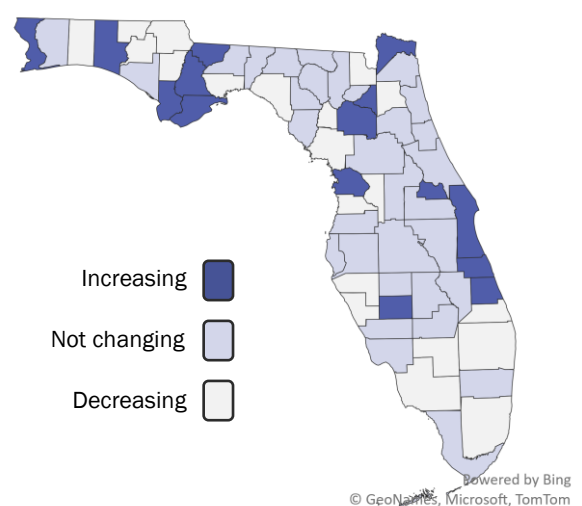 Increasing
Not changing
Decreasing
Powered by Bing
© GeoNames, Microsoft, TomTom